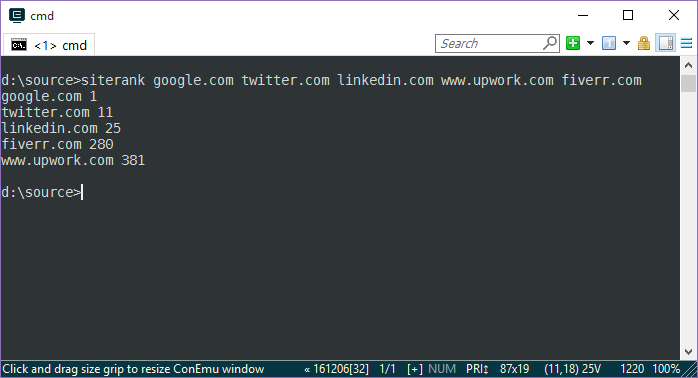 cmd
<1> cmd
Search
d:\source>siterank google.com twitter.com linkedin.com www.upwork.com fiverr.com
google.com 1
twitter.com 11
linkedin.com 25
fiverr.com 280
www.upwork.com 381
d:\source>
Click and drag size grip to resize ConEmu window « 161206[32] 1/1 [+] NUM PRI↕ 87x19 (11,18) 25V 1220 100%